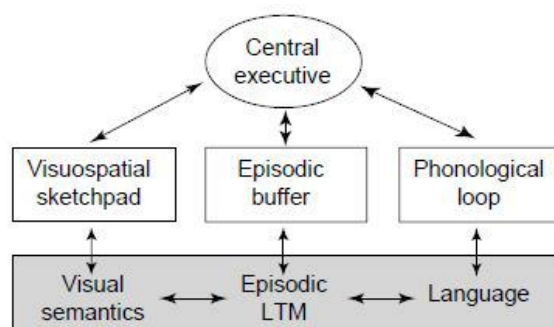 Central
executive
Visuospatial
sketchpad
Episodic
buffer
Phonological
loop
Visual
semantics
Episodic
LTM
Language